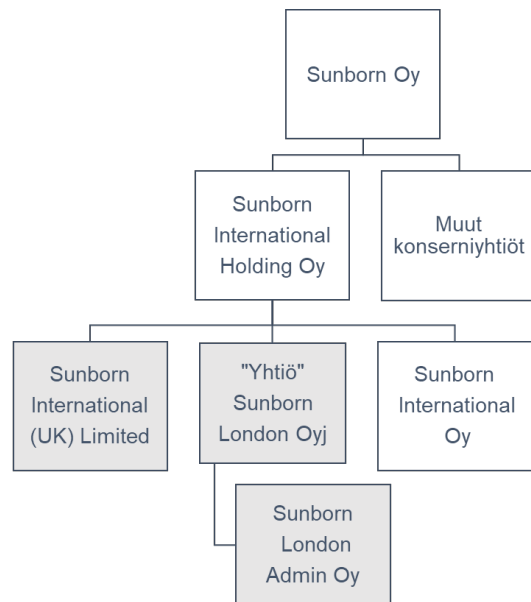 Sunborn Oy
Sunborn
International
Holding Oy
Muut
konserniyhtiöt
Sunborn
International
(UK) Limited
"Yhtiö"
Sunborn
London Oyj
Sunborn
International
Oy
Sunborn
London
Admin Oy